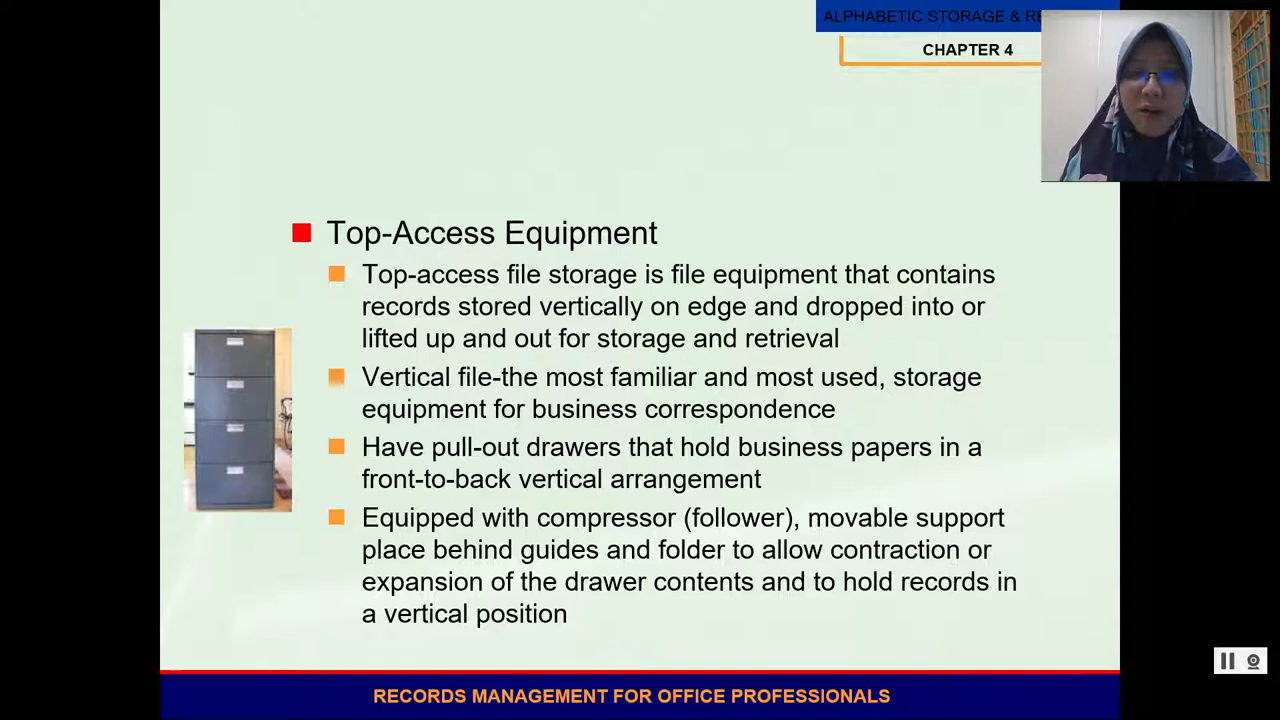 ALPHABETIC STORAGE &
CHAPTER 4
Top-Access Equipment
Top-access file storage is file equipment that contains
records stored vertically on edge and dropped into or
lifted up and out for storage and retrieval
Vertical file-the most familiar and most used, storage
equipment for business correspondence
Have pull-out drawers that hold business papers in a
front-to-back vertical arrangement
Equipped with compressor (follower), movable support
place behind guides and folder to allow contraction or
expansion of the drawer contents and to hold records in
a vertical position
RECORDS MANAGEMENT FOR OFFICE PROFESSIONALS